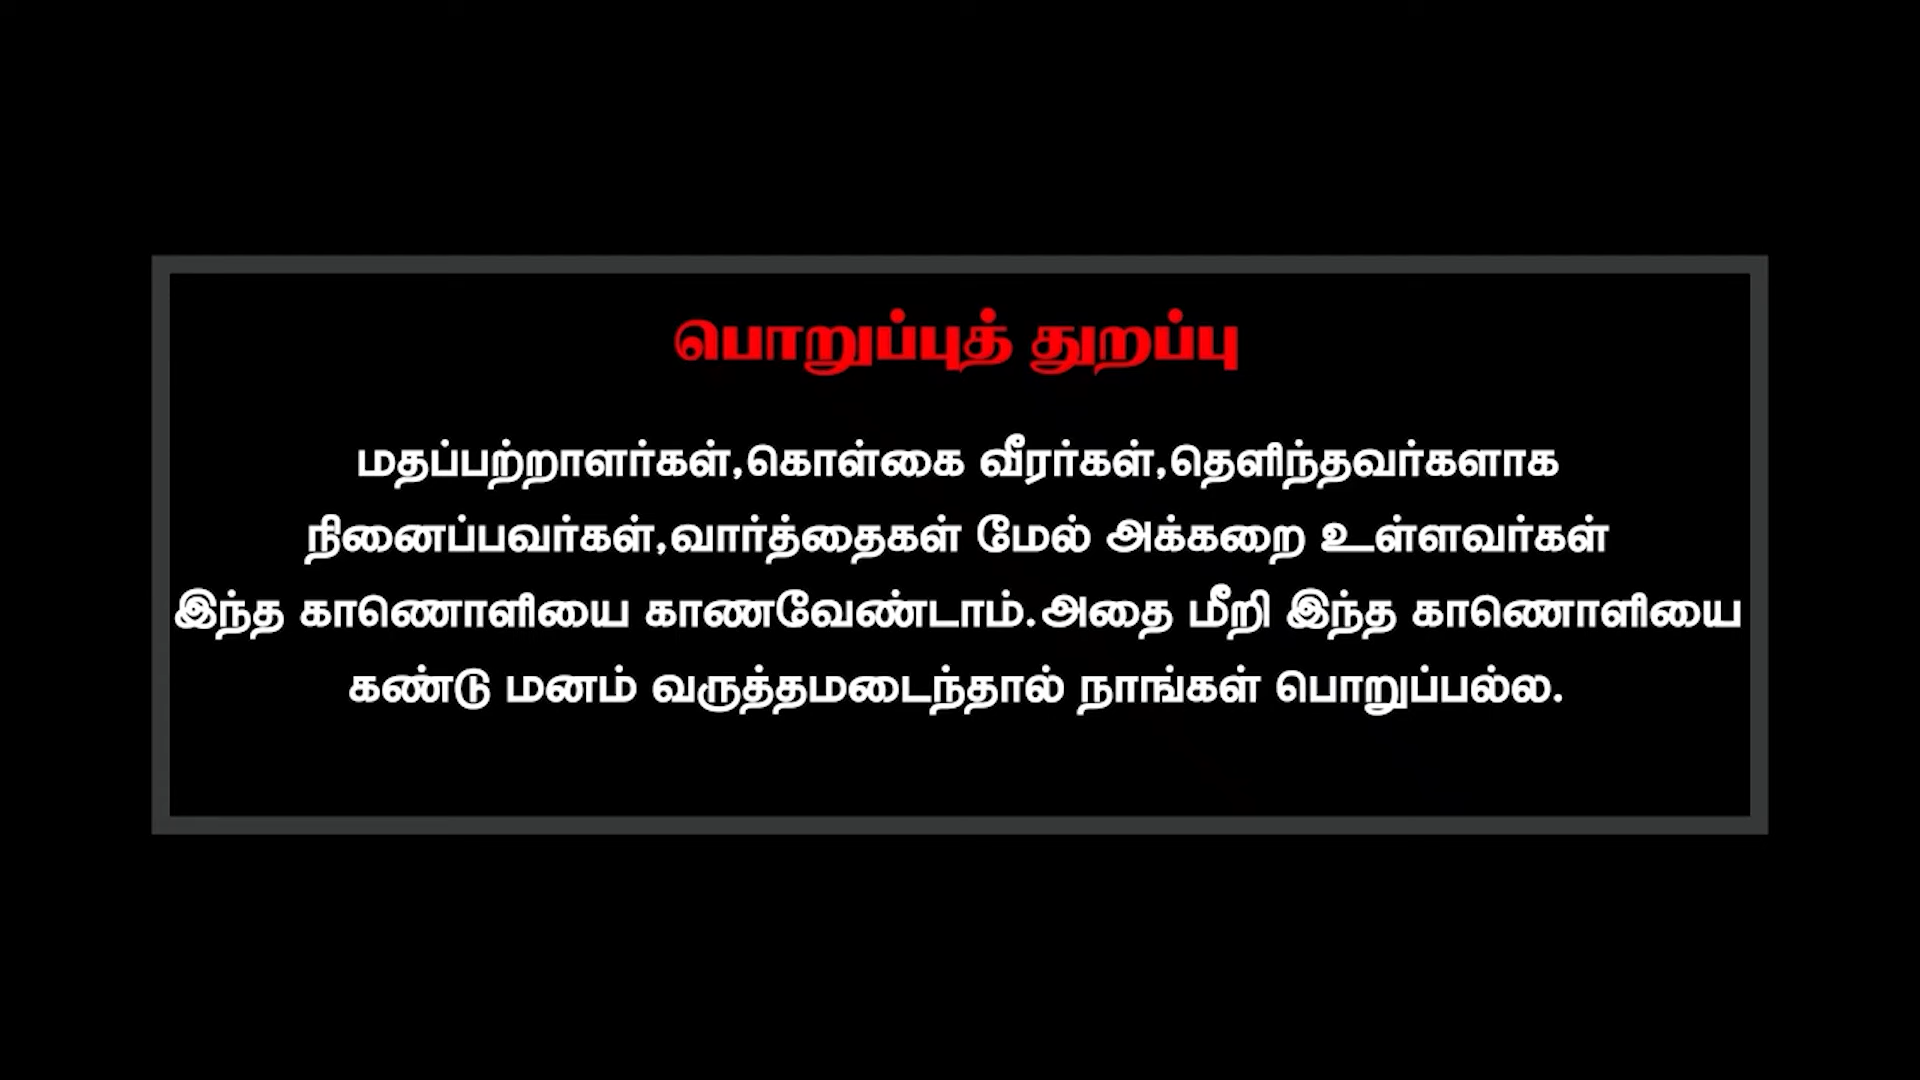 பொறுப்புத் துறப்பு
மதப்பற்றாளர்கள்,கொள்கை வீரர்கள்,தெளிந்தவர்களாக
நினைப்பவர்கள்,வார்த்தைகள் மேல் அக்கறை உள்ளவர்கள்
இந்த காணொளியை காணவேண்டாம்.அதை மீறி இந்த காணொளியை
கண்டு மனம் வருத்தமடைந்தால் நாங்கள் பொறுப்பல்ல.